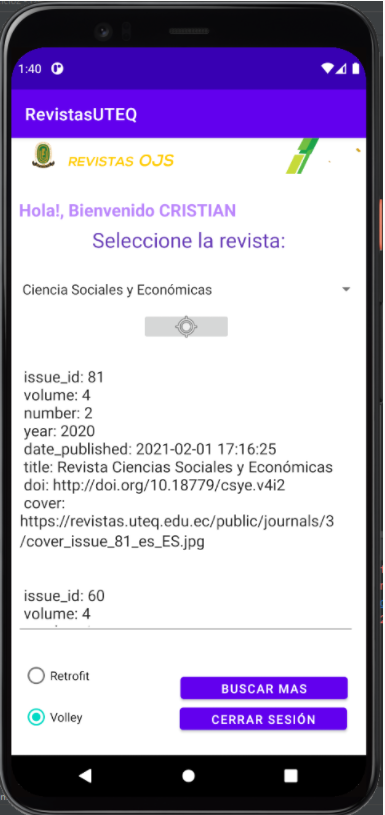 1:40
RevistasUTEQ
REVISTAS OJS
Hola!, Bienvenido CRISTIAN
Seleccione la revista:
Ciencia Sociales y Económicas
issue_id: 81
volume: 4
number: 2
year: 2020
date_published: 2021-02-01 17:16:25
title: Revista Ciencias Sociales y Económicas
doi: http://doi.org/10.18779/csye.v4i2
cover:
https://revistas.uteq.edu.ec/public/journals/3
/cover_issue_81_es_ES.jpg
issue_id: 60
volume: 4
Retrofit
BUSCAR MAS
Volley
CERRAR SESIÓN